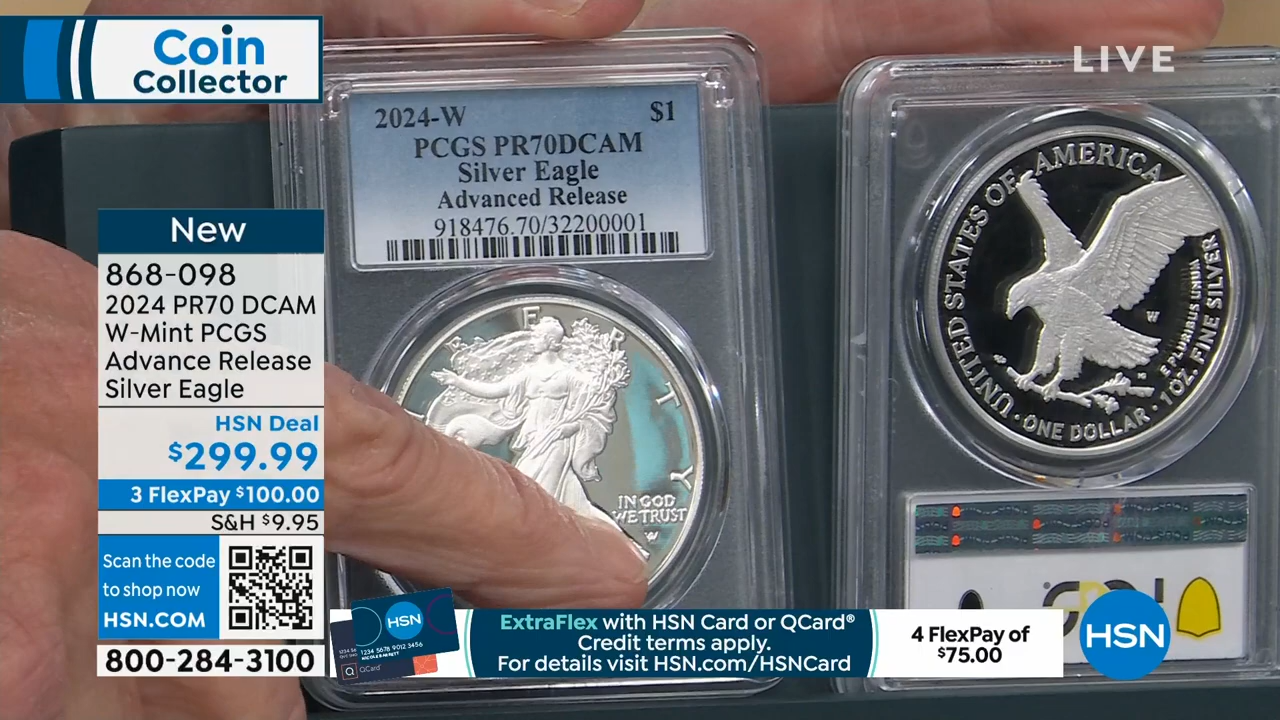 Coin
Collector
LIVE
New
868-098
2024 PR70 DCAM
W-Mint PCGS
Advance Release
Silver Eagle
HSN Deal
$299.99
3 FlexPay $100.00
S&H $9.95
Scan the code
to shop now
HSN.COM
800-284-3100
2024-W $1
PCGS PR70DCAM
Silver Eagle
Advanced Release
918476.70/32200001
E R T Y
IN GOD
WE TRUST
W
UNITED STATES OF AMERICA
W
E PLURIBUS UNUM
1 OZ. FINE SILVER
ONE DOLLAR
HSN
1234 5678 9012 3456
QCard
ExtraFlex with HSN Card or QCard®
Credit terms apply.
For details visit HSN.com/HSNCard
4 FlexPay of
$75.00
HSN